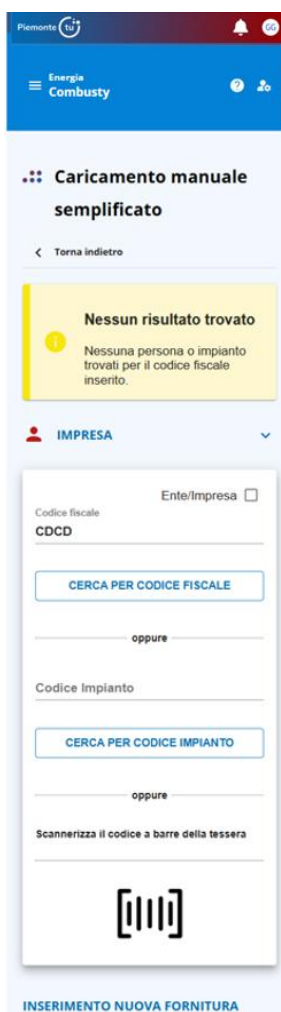 Piemonte tu
GG
Energia
Combusty
Caricamento manuale
semplificato
Torna indietro
Nessun risultato trovato
Nessuna persona o impianto
trovati per il codice fiscale
inserito.
IMPRESA
Ente/Impresa
Codice fiscale
CDCD
CERCA PER CODICE FISCALE
oppure
Codice Impianto
CERCA PER CODICE IMPIANTO
oppure
Scannerizza il codice a barre della tessera
INSERIMENTO NUOVA FORNITURA